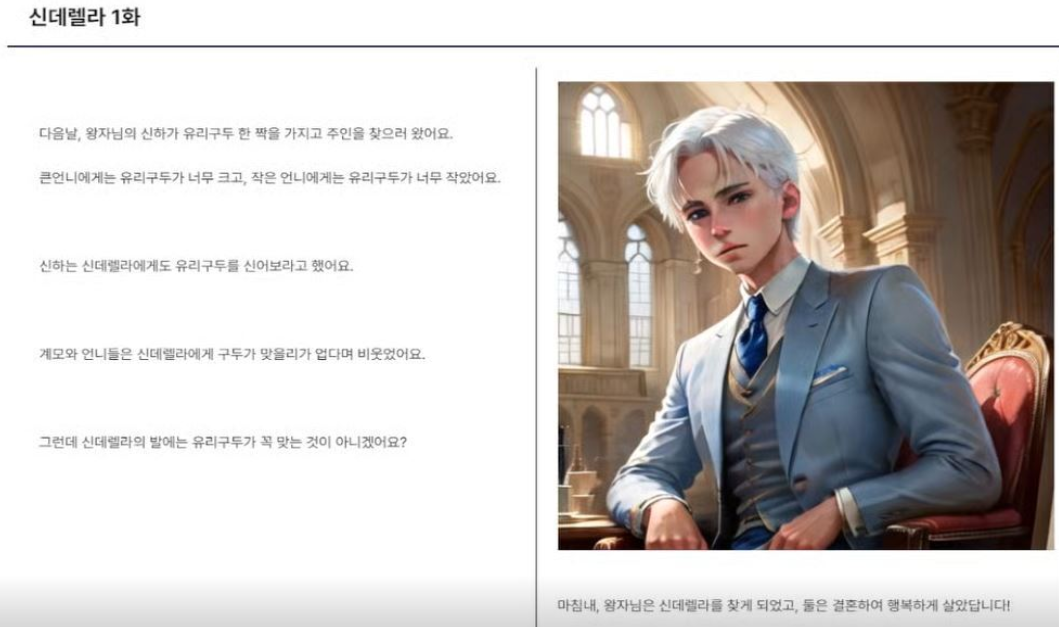 신데렐라 1화
다음날, 왕자님의 신하가 유리구두 한 짝을 가지고 주인을 찾으러 왔어요.
큰언니에게는 유리구두가 너무 크고, 작은 언니에게는 유리구두가 너무 작았어요.
신하는 신데렐라에게도 유리구두를 신어보라고 했어요.
계모와 언니들은 신데렐라에게 구두가 맞을리가 업다며 비웃었어요.
그런데 신데렐라의 발에는 유리구두가 꼭 맞는 것이 아니겠어요?
마침내, 왕자님은 신데렐라를 찾게 되었고, 둘은 결혼하여 행복하게 살았답니다!